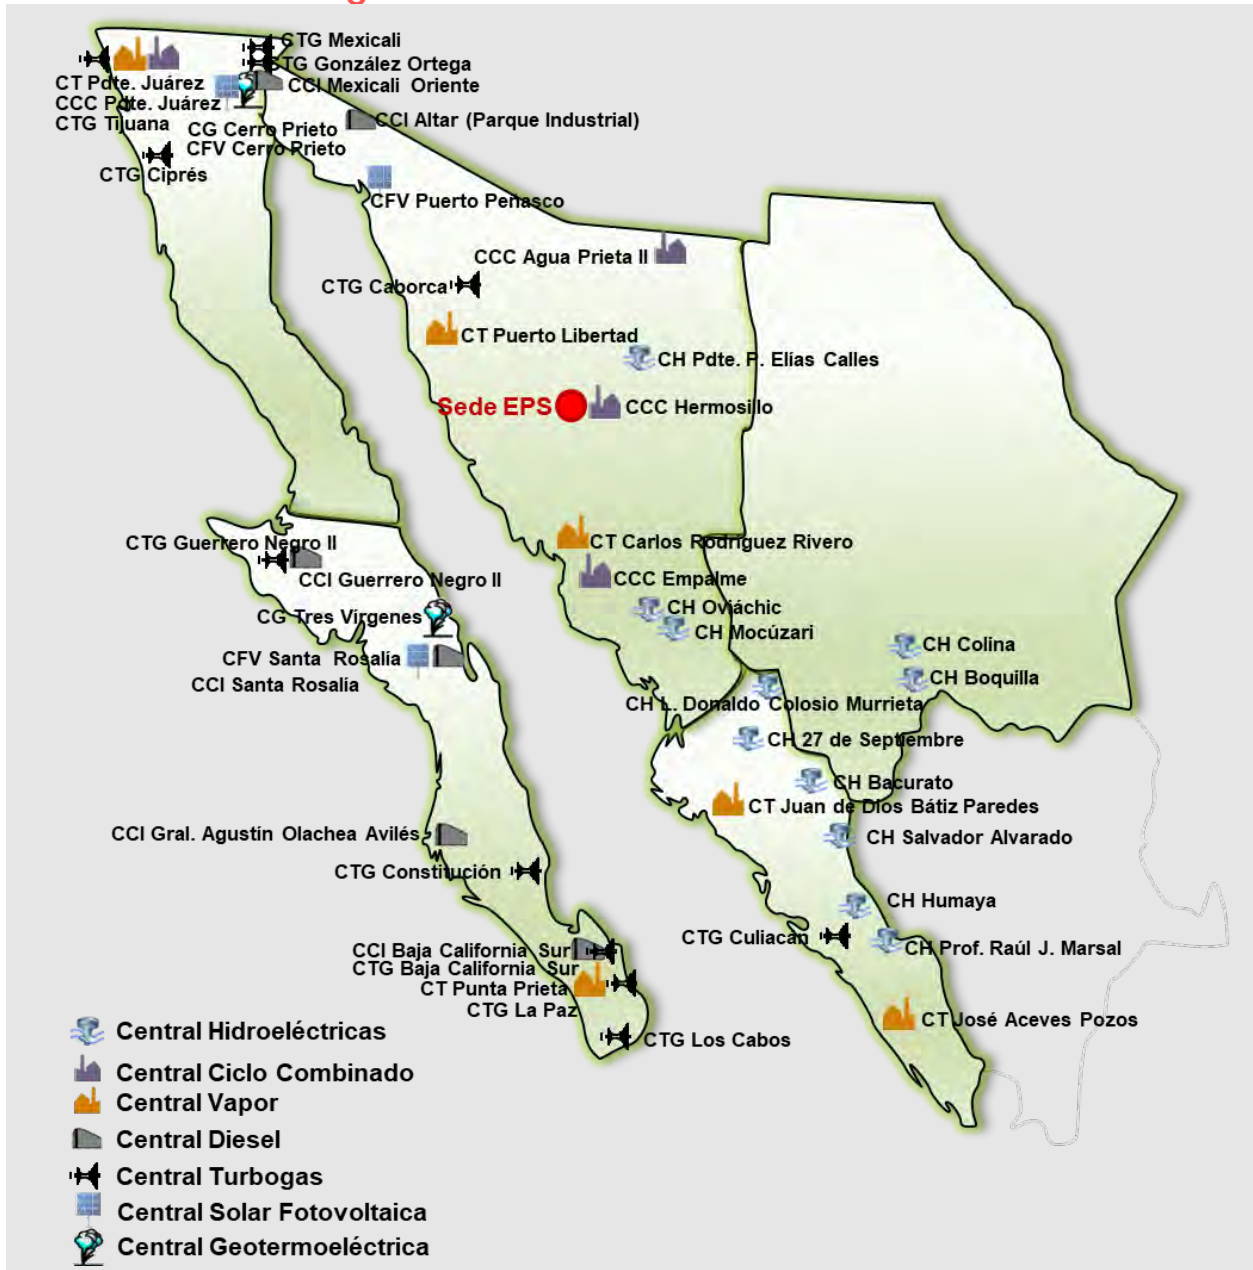 CTG Mexicali
CTG González Ortega
CT Pdte. Juárez
CCI Mexicali Oriente
CCC Pdte. Juárez
CTG Tijuana
CG Cerro Prieto
CCI Altar (Parque Industrial)
CFV Cerro Prieto
CTG Ciprés
CFV Puerto Peñasco
CCC Agua Prieta II
CTG Caborca
CT Puerto Libertad
CH Pdte. P. Elías Calles
Sede EPS
CCC Hermosillo
CTG Guerrero Negro II
CT Carlos Rodríguez Rivero
CCI Guerrero Negro II
CCC Empalme
CH Oviáchic
CG Tres Vírgenes
CH Mocúzari
CH Colina
CFV Santa Rosalía
CH Boquilla
CCI Santa Rosalía
CH L. Donaldo Colosio Murrieta
CH 27 de Septiembre
CH Bacurato
CT Juan de Dios Bátiz Paredes
CCI Gral. Agustín Olachea Avilés
CH Salvador Alvarado
CTG Constitución
CH Humaya
CTG Culiacán
CH Prof. Raúl J. Marsal
CCI Baja California Sur
CTG Baja California Sur
CT Punta Prieta
CTG La Paz
CT José Aceves Pozos
CTG Los Cabos
Central Hidroeléctricas
Central Ciclo Combinado
Central Vapor
Central Diesel
Central Turbogas
Central Solar Fotovoltaica
Central Geotermoeléctrica